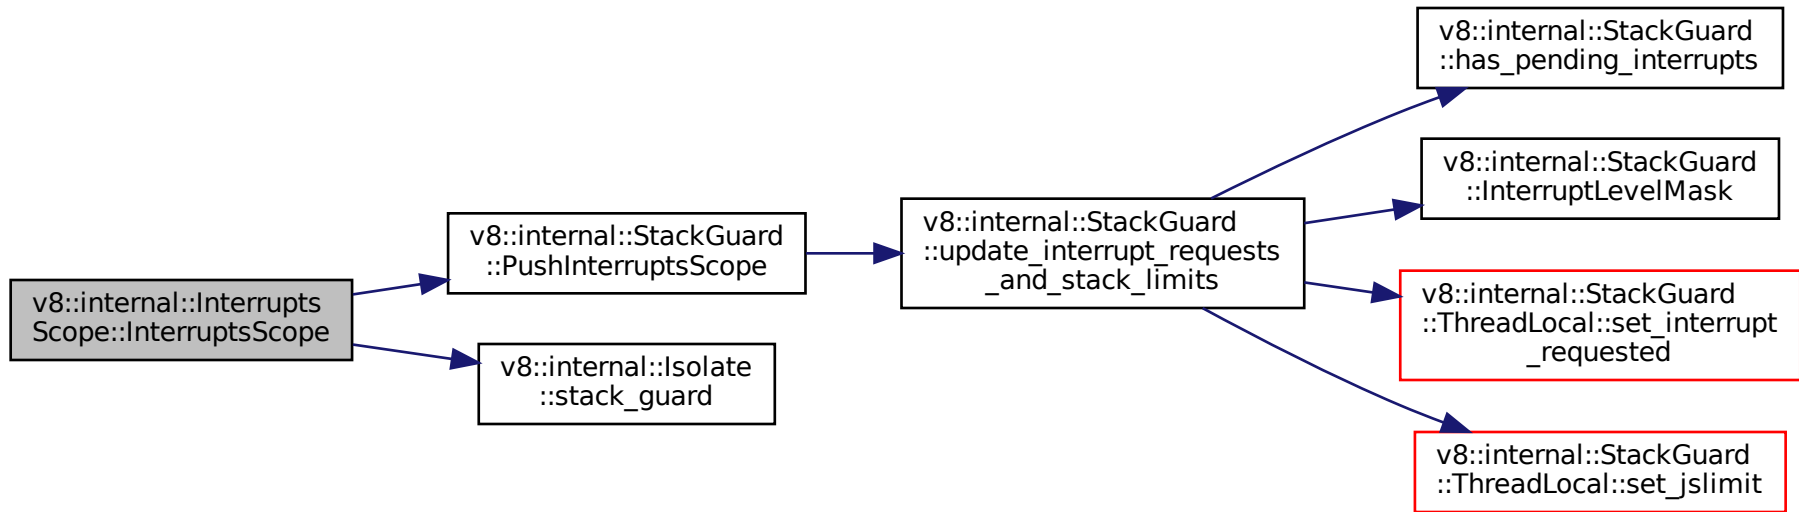 v8::internal::Interrupts
Scope::InterruptsScope
v8::internal::StackGuard
::PushInterruptsScope
v8::internal::Isolate
::stack_guard
v8::internal::StackGuard
::update_interrupt_requests
_and_stack_limits
v8::internal::StackGuard
::has_pending_interrupts
v8::internal::StackGuard
::InterruptLevelMask
v8::internal::StackGuard
::ThreadLocal::set_interrupt
_requested
v8::internal::StackGuard
::ThreadLocal::set_jslimit